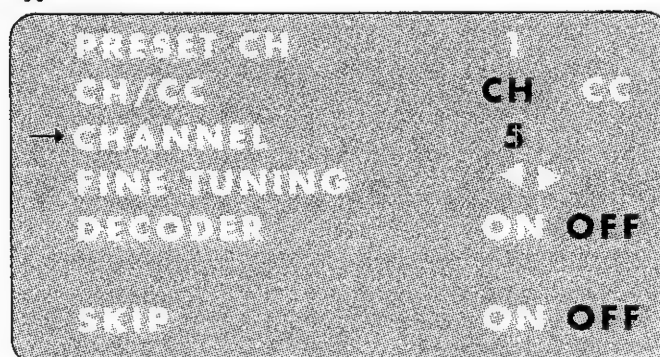 PRESET CH 1
CH/CC CH CC
→ CHANNEL 5
FINE TUNING ◀ ▶
DECODER ON OFF
SKIP ON OFF